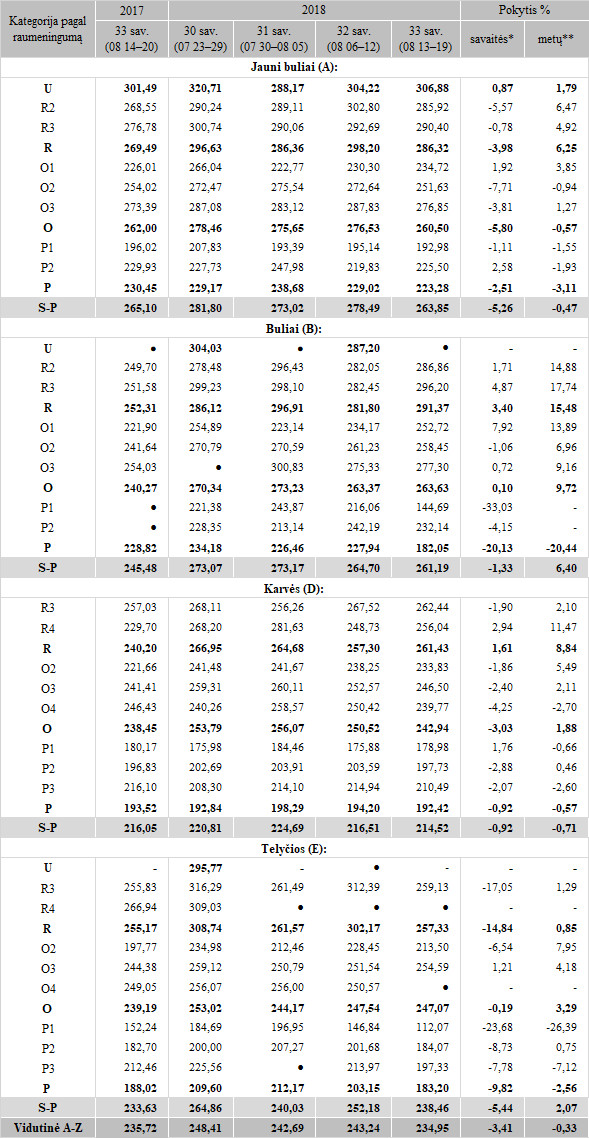 Kategorija pagal raumeningumą 2017 2018 Pokytis %
33 sav. (08 14–20) 30 sav. (07 23–29) 31 sav. (07 30–08 05) 32 sav. (08 06–12) 33 sav. (08 13–19) savaitės* metų**
Jauni buliai (A):
U 301,49 320,71 288,17 304,22 306,88 0,87 1,79
R2 268,55 290,24 289,11 302,80 285,92 -5,57 6,47
R3 276,78 300,74 290,06 292,69 290,40 -0,78 4,92
R 269,49 296,63 286,36 298,20 286,32 -3,98 6,25
O1 226,01 266,04 222,77 230,30 234,72 1,92 3,85
O2 254,02 272,47 275,54 272,64 251,63 -7,71 -0,94
O3 273,39 287,08 283,12 287,83 276,85 -3,81 1,27
O 262,00 278,46 275,65 276,53 260,50 -5,80 -0,57
P1 196,02 207,83 193,39 195,14 192,98 -1,11 -1,55
P2 229,93 227,73 247,98 219,83 225,50 2,58 -1,93
P 230,45 229,17 238,68 229,02 223,28 -2,51 -3,11
S-P 265,10 281,80 273,02 278,49 263,85 -5,26 -0,47
Buliai (B):
U ● 304,03 ● 287,20 ● - -
R2 249,70 278,48 296,43 282,05 286,86 1,71 14,88
R3 251,58 299,23 298,10 282,45 296,20 4,87 17,74
R 252,31 286,12 296,91 281,80 291,37 3,40 15,48
O1 221,90 254,89 223,14 234,17 252,72 7,92 13,89
O2 241,64 270,79 270,59 261,23 258,45 -1,06 6,96
O3 254,03 ● 300,83 275,33 277,30 0,72 9,16
O 240,27 270,34 273,23 263,37 263,63 0,10 9,72
P1 ● 221,38 243,87 216,06 144,69 -33,03 -
P2 ● 228,35 213,14 242,19 232,14 -4,15 -
P 228,82 234,18 226,46 227,94 182,05 -20,13 -20,44
S-P 245,48 273,07 273,17 264,70 261,19 -1,33 6,40
Karvės (D):
R3 257,03 268,11 256,26 267,52 262,44 -1,90 2,10
R4 229,70 268,20 281,63 248,73 256,04 2,94 11,47
R 240,20 266,95 264,68 257,30 261,43 1,61 8,84
O2 221,66 241,48 241,67 238,25 233,83 -1,86 5,49
O3 241,41 259,31 260,11 252,57 246,50 -2,40 2,11
O4 246,43 240,26 258,57 250,42 239,77 -4,25 -2,70
O 238,45 253,79 256,07 250,52 242,94 -3,03 1,88
P1 180,17 175,98 184,46 175,88 178,98 1,76 -0,66
P2 196,83 202,69 203,91 203,59 197,73 -2,88 0,46
P3 216,10 208,30 214,10 214,94 210,49 -2,07 -2,60
P 193,52 192,84 198,29 194,20 192,42 -0,92 -0,57
S-P 216,05 220,81 224,69 216,51 214,52 -0,92 -0,71
Telyčios (E):
U - 295,77 - ● - - -
R3 255,83 316,29 261,49 312,39 259,13 -17,05 1,29
R4 266,94 309,03 ● ● ● - -
R 255,17 308,74 261,57 302,17 257,33 -14,84 0,85
O2 197,77 234,98 212,46 228,45 213,50 -6,54 7,95
O3 244,38 259,12 250,79 251,54 254,59 1,21 4,18
O4 249,05 256,07 256,00 250,57 ● - -
O 239,19 253,02 244,17 247,54 247,07 -0,19 3,29
P1 152,24 184,69 196,95 146,84 112,07 -23,68 -26,39
P2 182,70 200,00 207,27 201,68 184,07 -8,73 0,75
P3 212,46 225,56 ● 213,97 197,33 -7,78 -7,12
P 188,02 209,60 212,17 203,15 183,20 -9,82 -2,56
S-P 233,63 264,86 240,03 252,18 238,46 -5,44 2,07
Vidutinė A-Z 235,72 248,41 242,69 243,24 234,95 -3,41 -0,33